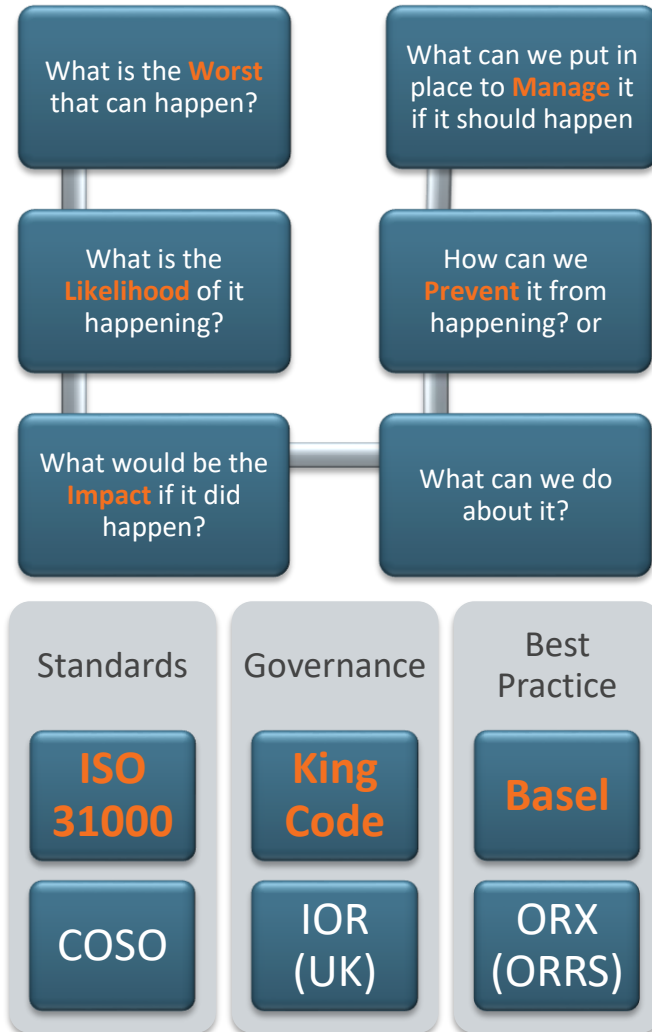 What is the Worst
that can happen?
What is the
Likelihood of it
happening?
What would be the
Impact if it did
happen?
What can we do
about it?
How can we
Prevent it from
happening? or
What can we put in
place to Manage it
if it should happen
Standards
ISO
31000
COSO
Governance
King
Code
IOR
(UK)
Best
Practice
Basel
ORX
(ORRS)